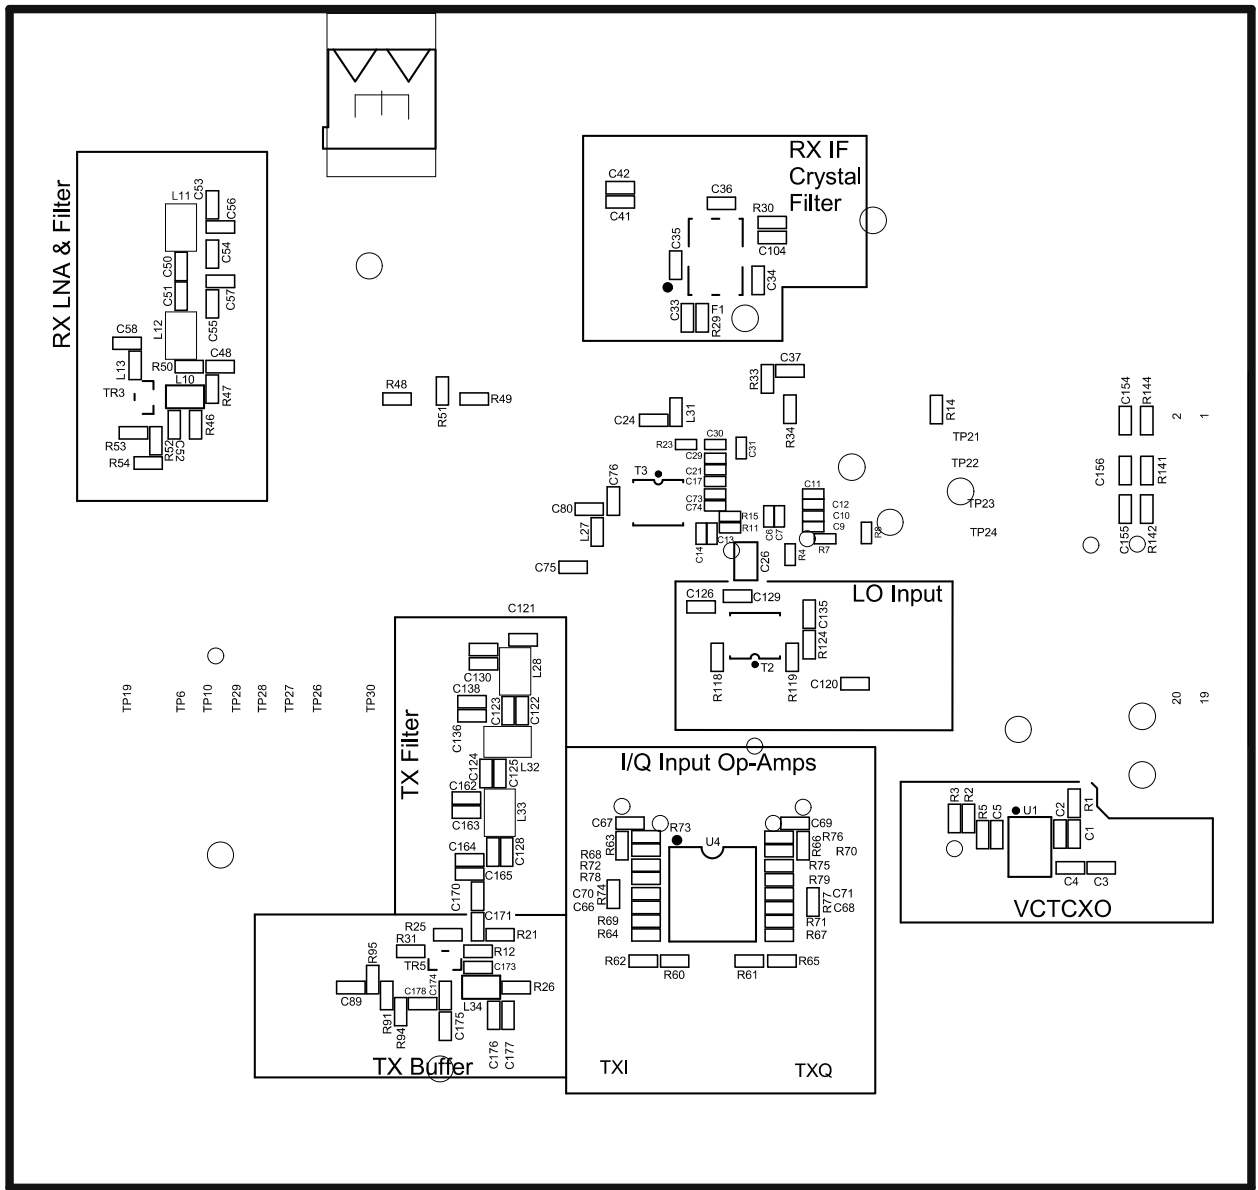 RX LNA & Filter
L11
C53
C56
C50
C54
C51
C57
L12
C55
C58
L13
R50
C48
TR3
L10
R47
R53
R52
C52
R46
R54
RX IF
Crystal
Filter
C42
C41
C36
R30
C35
C104
C34
C33
R29
F1
R48
R51
R49
R33
C37
R34
C24
L31
R14
R23
C30
C31
C29
C21
C17
C73
C74
T3
C76
C80
L27
C75
R15
R11
C14
C13
C6
C7
C11
C12
C10
C9
R7
R4
R8
C26
TP21
TP22
TP23
TP24
C154
R144
2
1
C156
R141
C155
R142
20
19
LO Input
C126
C129
C135
R124
R118
T2
R119
C120
TP19
TP6
TP10
TP29
TP28
TP27
TP26
TP30
TX Filter
C121
C130
L28
C138
C123
C122
C136
L32
C124
C125
C162
C163
L33
C164
C128
C165
C170
C171
I/Q Input Op-Amps
C67
R63
R73
U4
C69
R66
R76
R70
R68
R72
R78
R75
R79
C70
R74
C66
R77
C71
C68
R69
R64
R71
R67
R62
R60
R61
R65
TXI
TXQ
R3
R2
R5
C5
U1
C2
R1
C1
C4
C3
VCTCXO
R25
R21
R31
R12
TR5
C173
R95
C174
C89
C178
L34
R26
R91
R94
C175
C176
C177
TX Buffer